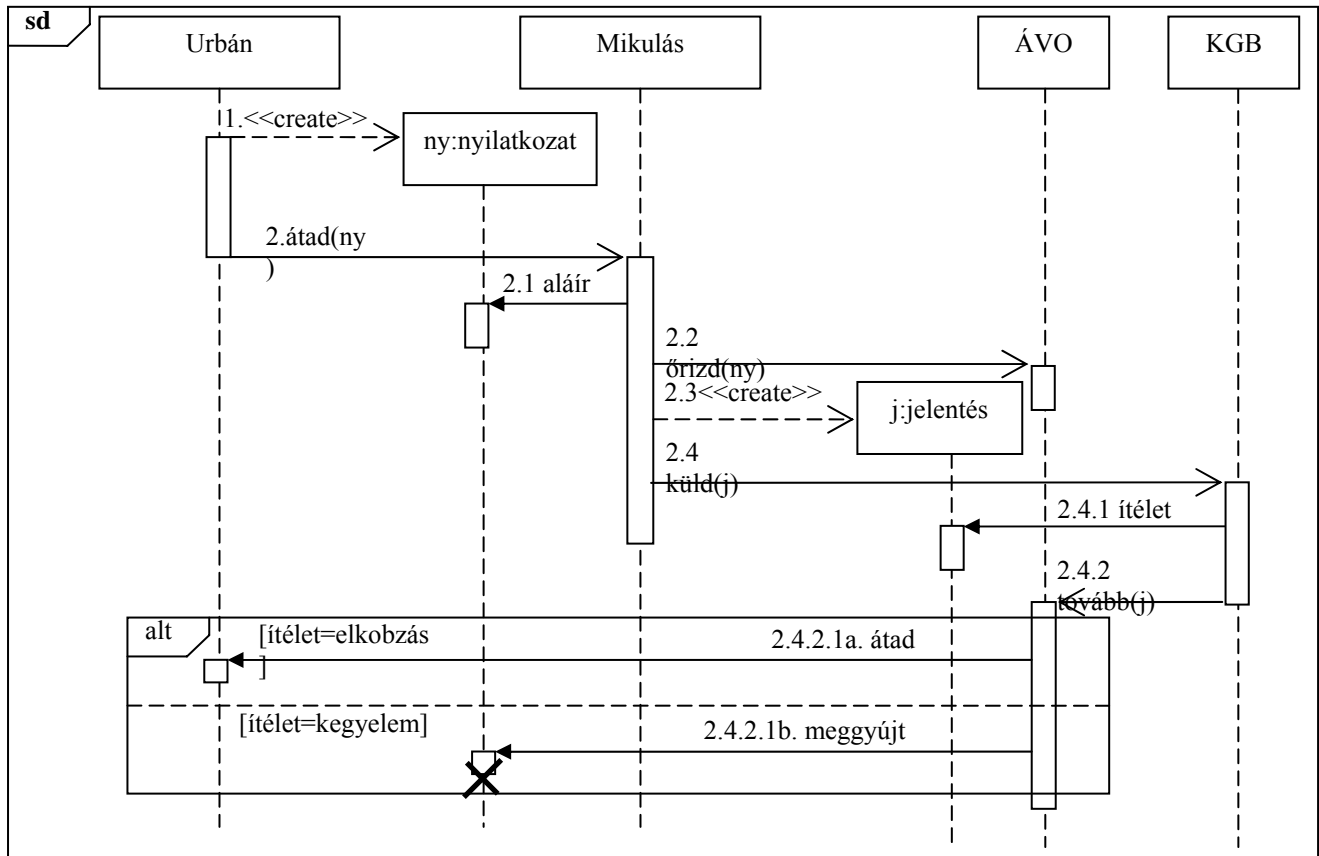 sd
Urbán
Mikulás
ÁVO
KGB
1.<<create>>
ny:nyilatkozat
2.átad(ny
)
2.1 aláír
2.2
őrizd(ny)
2.3<<create>>
j:jelentés
2.4
küld(j)
2.4.1 ítélet
2.4.2
tovább(j)
alt
[ítélet=elkobzás
]
2.4.2.1a. átad
[ítélet=kegyelem]
2.4.2.1b. meggyújt